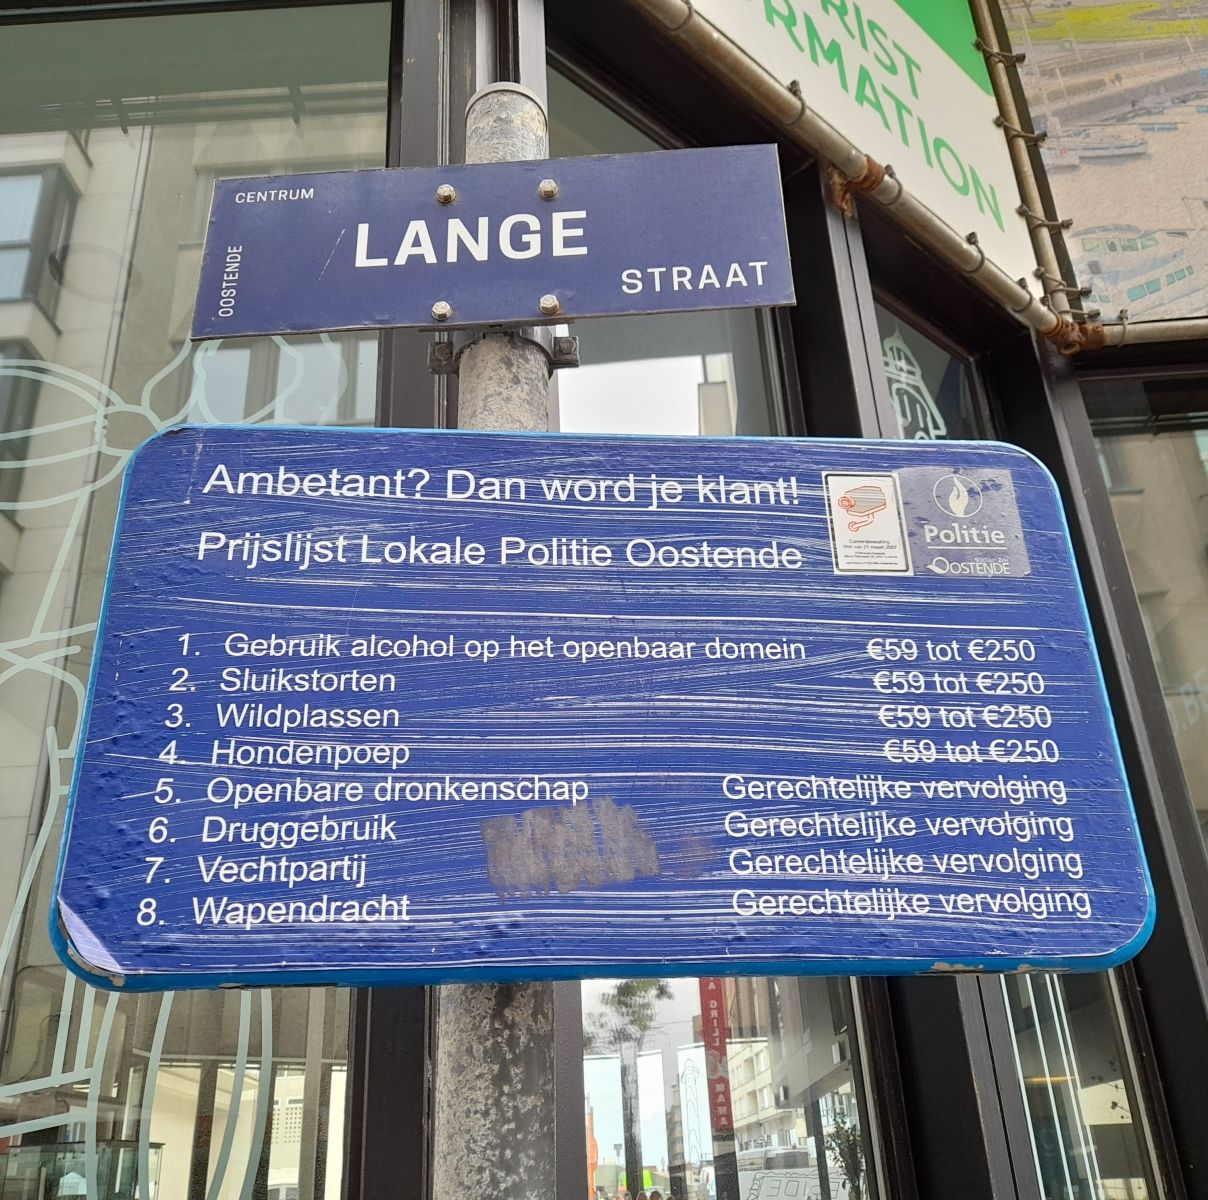 RIST
RMATION
CENTRUM
OOSTENDE
LANGE
STRAAT
Ambetant? Dan word je klant!
Prijslijst Lokale Politie Oostende
Politie
OOSTENDE
1. Gebruik alcohol op het openbaar domein €59 tot €250
2. Sluikstorten €59 tot €250
3. Wildplassen €59 tot €250
4. Hondenpoep €59 tot €250
5. Openbare dronkenschap Gerechtelijke vervolging
6. Druggebruik Gerechtelijke vervolging
7. Vechtpartij Gerechtelijke vervolging
8. Wapendracht Gerechtelijke vervolging
GRILL
MAMA